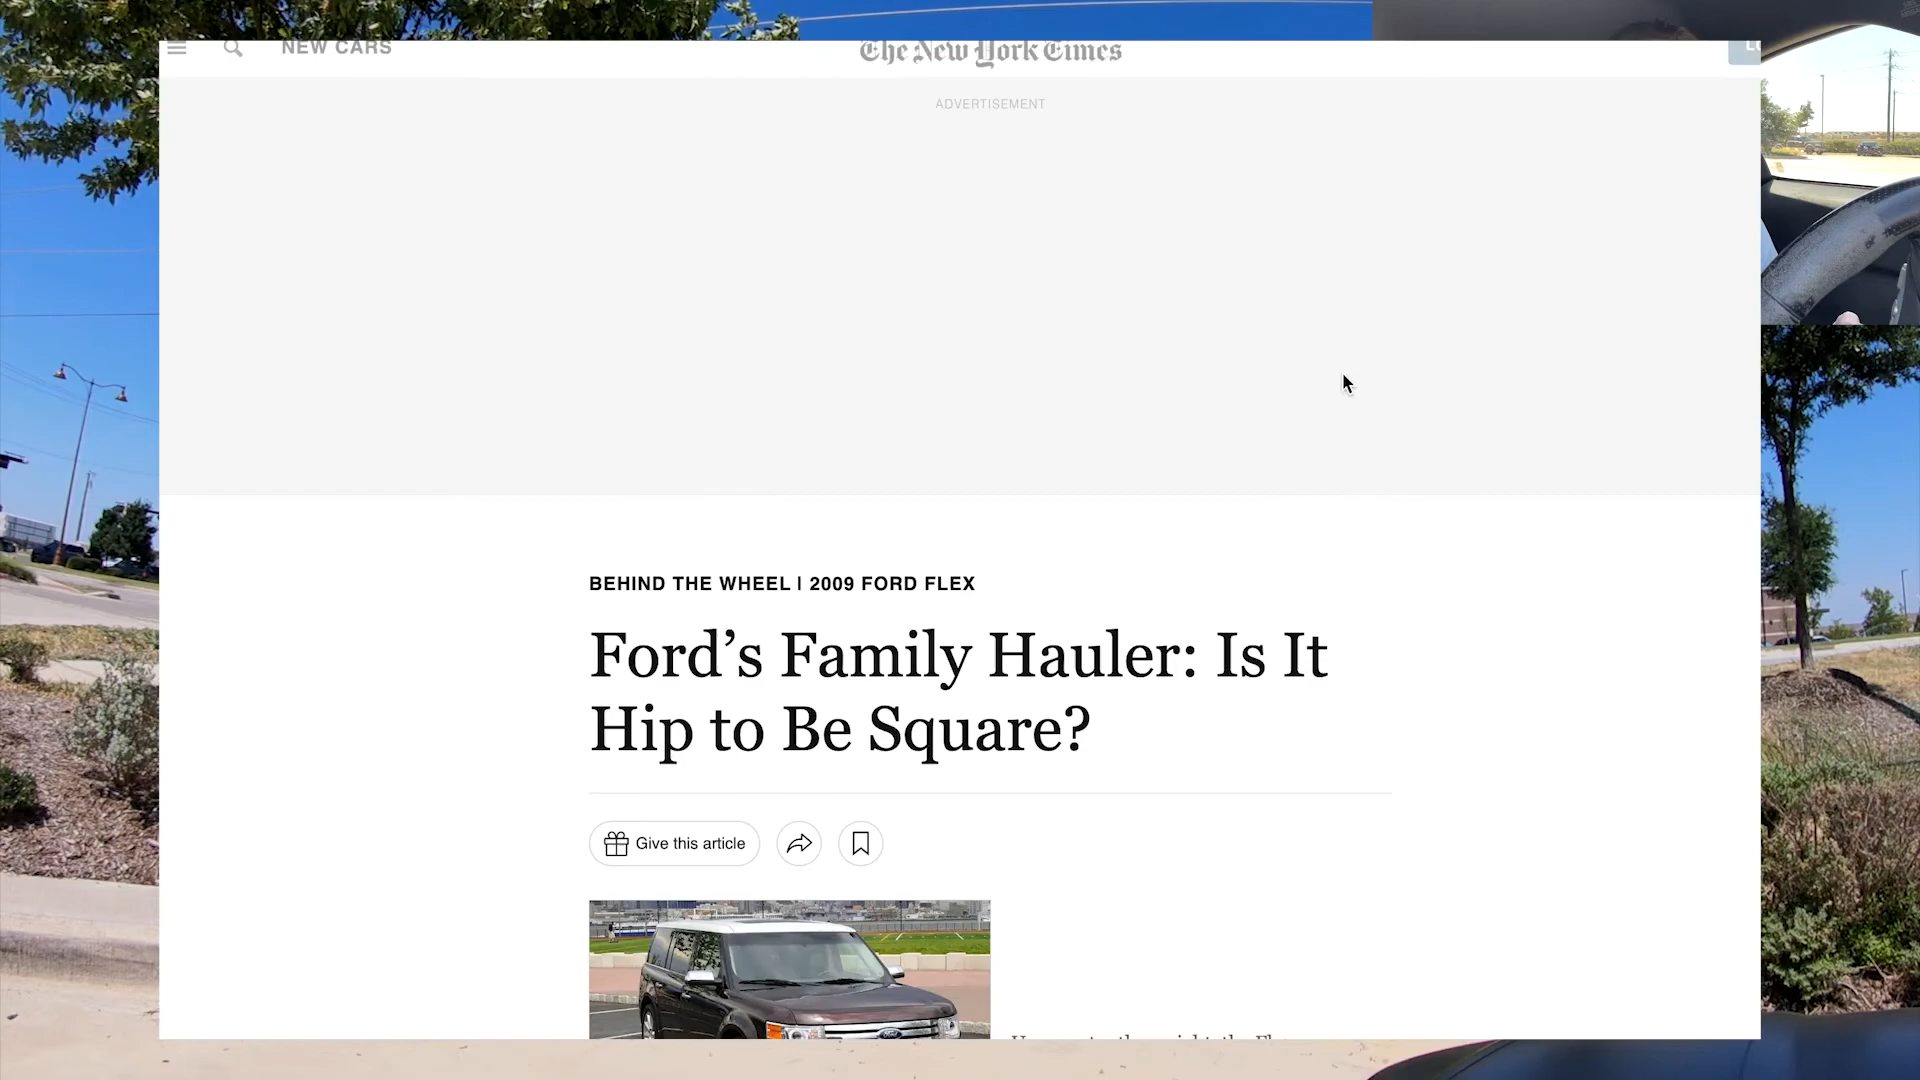 NEW CARS
The New York Times
ADVERTISEMENT
BEHIND THE WHEEL | 2009 FORD FLEX
Ford’s Family Hauler: Is It
Hip to Be Square?
Give this article